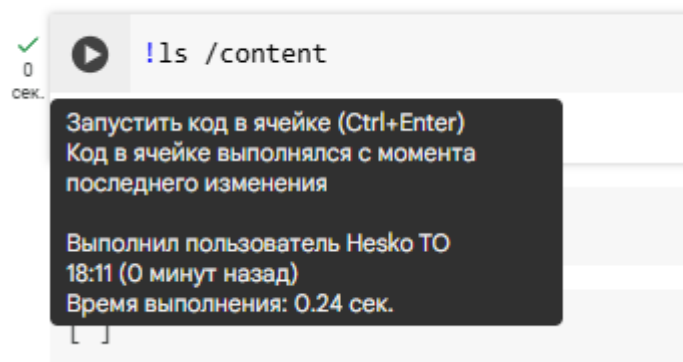 !ls /content
0
сек.
Запустить код в ячейке (Ctrl+Enter)
Код в ячейке выполнялся с момента
последнего изменения
Выполнил пользователь Hesko TO
18:11 (0 минут назад)
Время выполнения: 0.24 сек.
[ ]